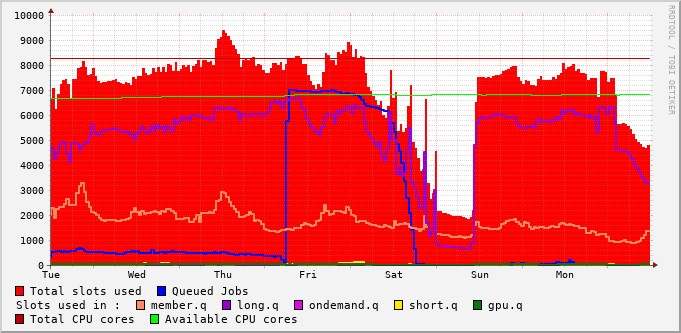 10000
9000
8000
7000
6000
5000
4000
3000
2000
1000
0
Tue Wed Thu Fri Sat Sun Mon
Total slots used Queued Jobs
Slots used in : member.q long.q ondemand.q short.q gpu.q
Total CPU cores Available CPU cores
RRDTOOL / TOBI OETIKER